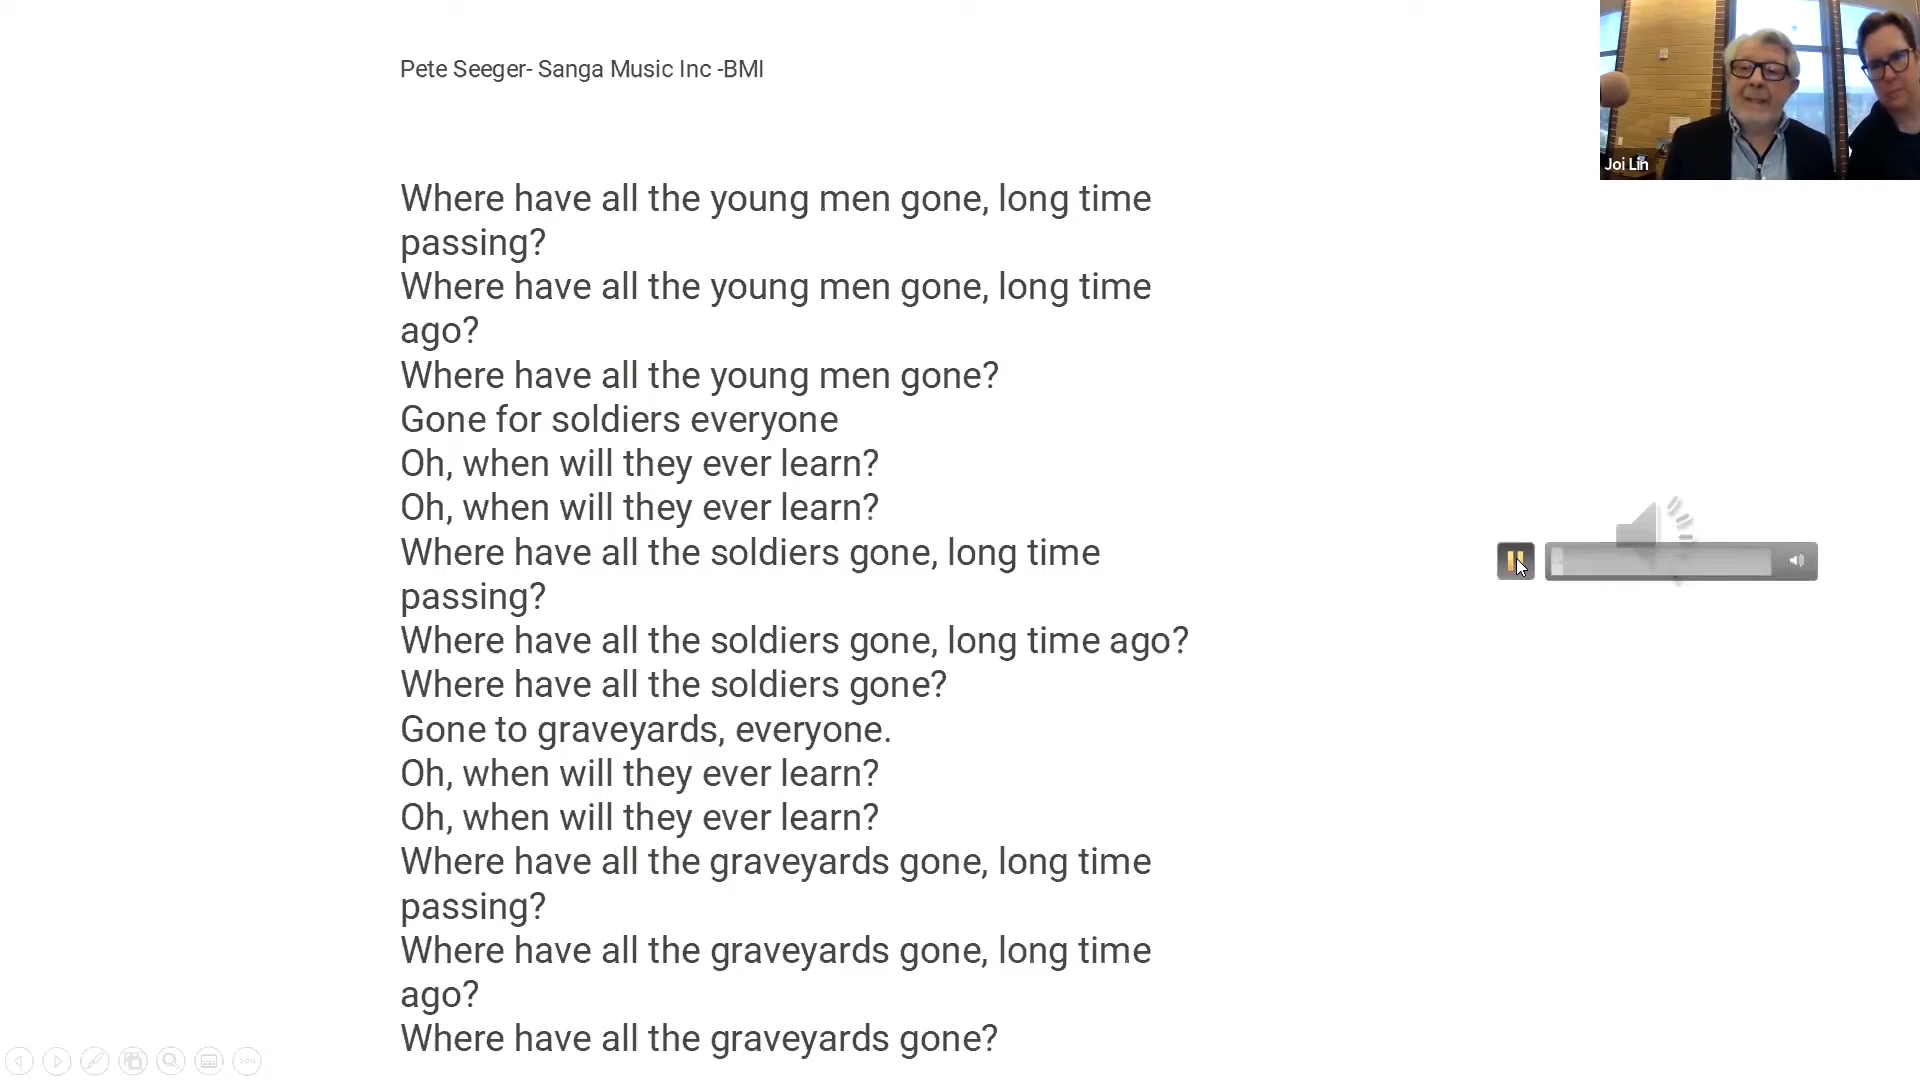 Pete Seeger- Sanga Music Inc -BMI
Joi Lin
Where have all the young men gone, long time
passing?
Where have all the young men gone, long time
ago?
Where have all the young men gone?
Gone for soldiers everyone
Oh, when will they ever learn?
Oh, when will they ever learn?
Where have all the soldiers gone, long time
passing?
Where have all the soldiers gone, long time ago?
Where have all the soldiers gone?
Gone to graveyards, everyone.
Oh, when will they ever learn?
Oh, when will they ever learn?
Where have all the graveyards gone, long time
passing?
Where have all the graveyards gone, long time
ago?
Where have all the graveyards gone?